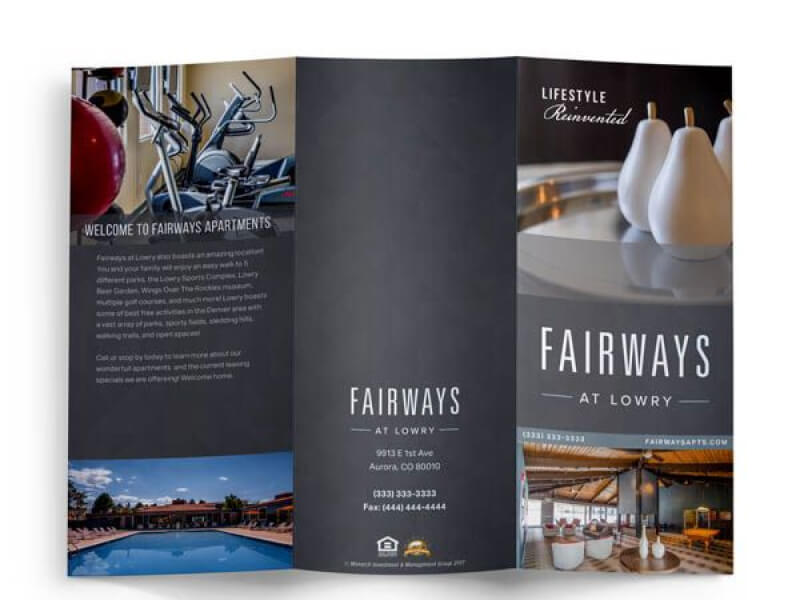 WELCOME TO FAIRWAYS APARTMENTS
Fairways at Lowry also boasts an amazing location!
You and your family will enjoy an easy walk to 5
different parks, the Lowry Sports Complex, Lowry
Beer Garden, Wings Over The Rockies museum,
multiple golf courses, and much more! Lowry boasts
some of best free activities in the Denver area with
a vast array of parks, sports fields, sledding hills,
walking trails, and open spaces!
Call or stop by today to learn more about our
wonderful apartments and the current leasing
specials we are offering! Welcome home.
FAIRWAYS
AT LOWRY
9913 E 1st Ave
Aurora, CO 80010
(333) 333-3333
Fax: (444) 444-4444
© Monarch Investment & Management Group 2017
LIFESTYLE
Reinvented
FAIRWAYS
AT LOWRY
(333) 333-3333
FAIRWAYSAPTS.COM